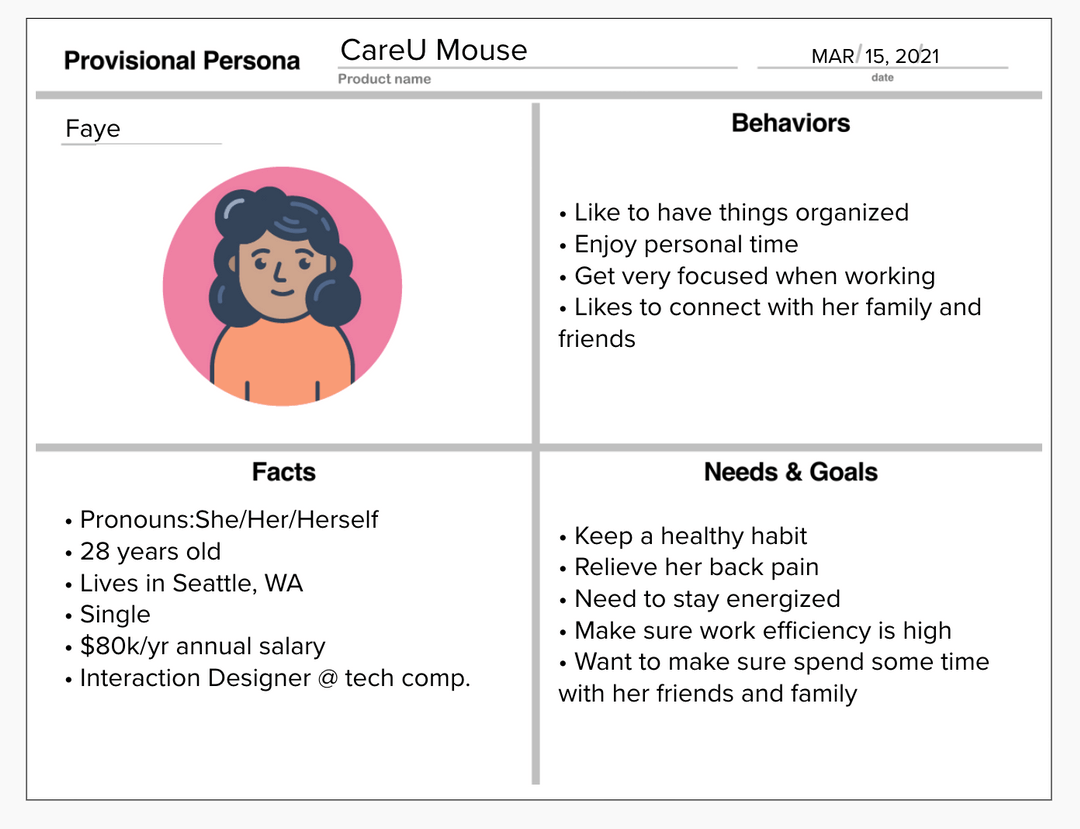 Provisional Persona
CareU Mouse
Product name
MAR/ 15, 2021
date
Faye
Behaviors
• Like to have things organized
• Enjoy personal time
• Get very focused when working
• Likes to connect with her family and
friends
Facts
• Pronouns:She/Her/Herself
• 28 years old
• Lives in Seattle, WA
• Single
• $80k/yr annual salary
• Interaction Designer @ tech comp.
Needs & Goals
• Keep a healthy habit
• Relieve her back pain
• Need to stay energized
• Make sure work efficiency is high
• Want to make sure spend some time
with her friends and family